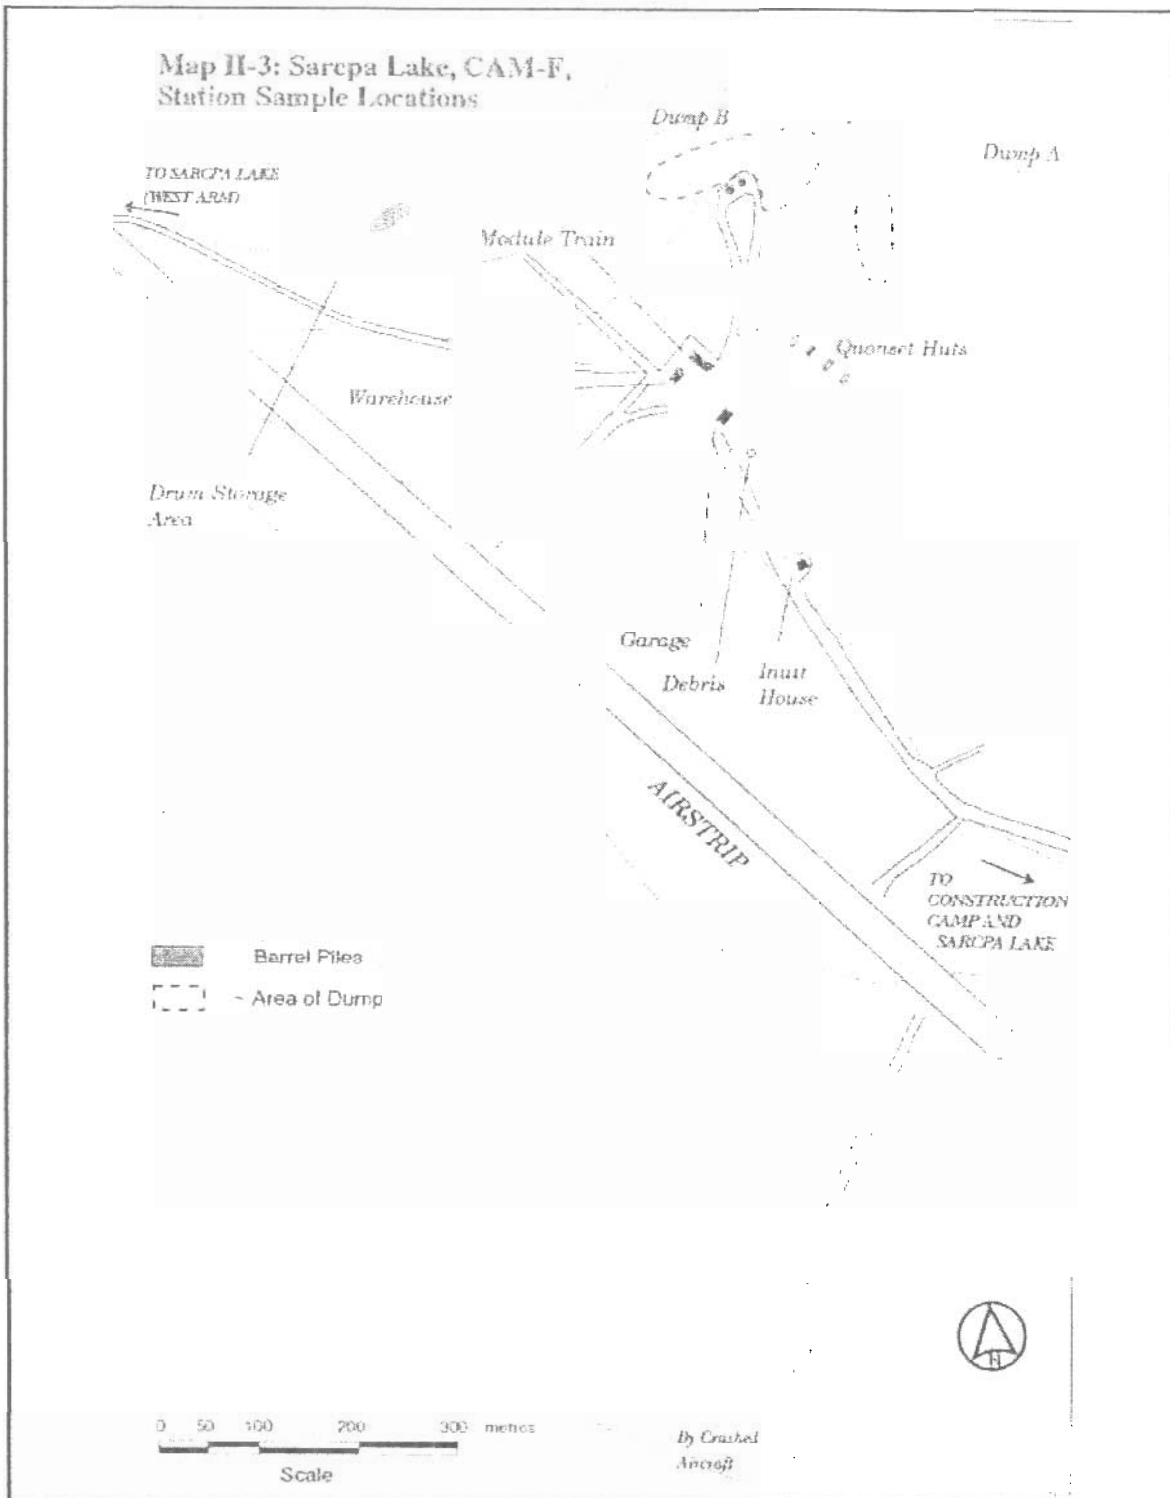 Map II-3: Sarcpa Lake, CAM-F,
Station Sample Locations
Dump B
Dump A
TO SARCPA LAKE
(WEST ARM)
Module Train
Quonset Huts
Warehouse
Drum Storage
Area
Garage
Debris
Inuit
House
AIRSTRIP
TO
CONSTRUCTION
CAMP AND
SARCPA LAKE
Barrel Piles
~ Area of Dump
N
0 50 100 200 300 metres
Scale
By Crashed
Aircraft